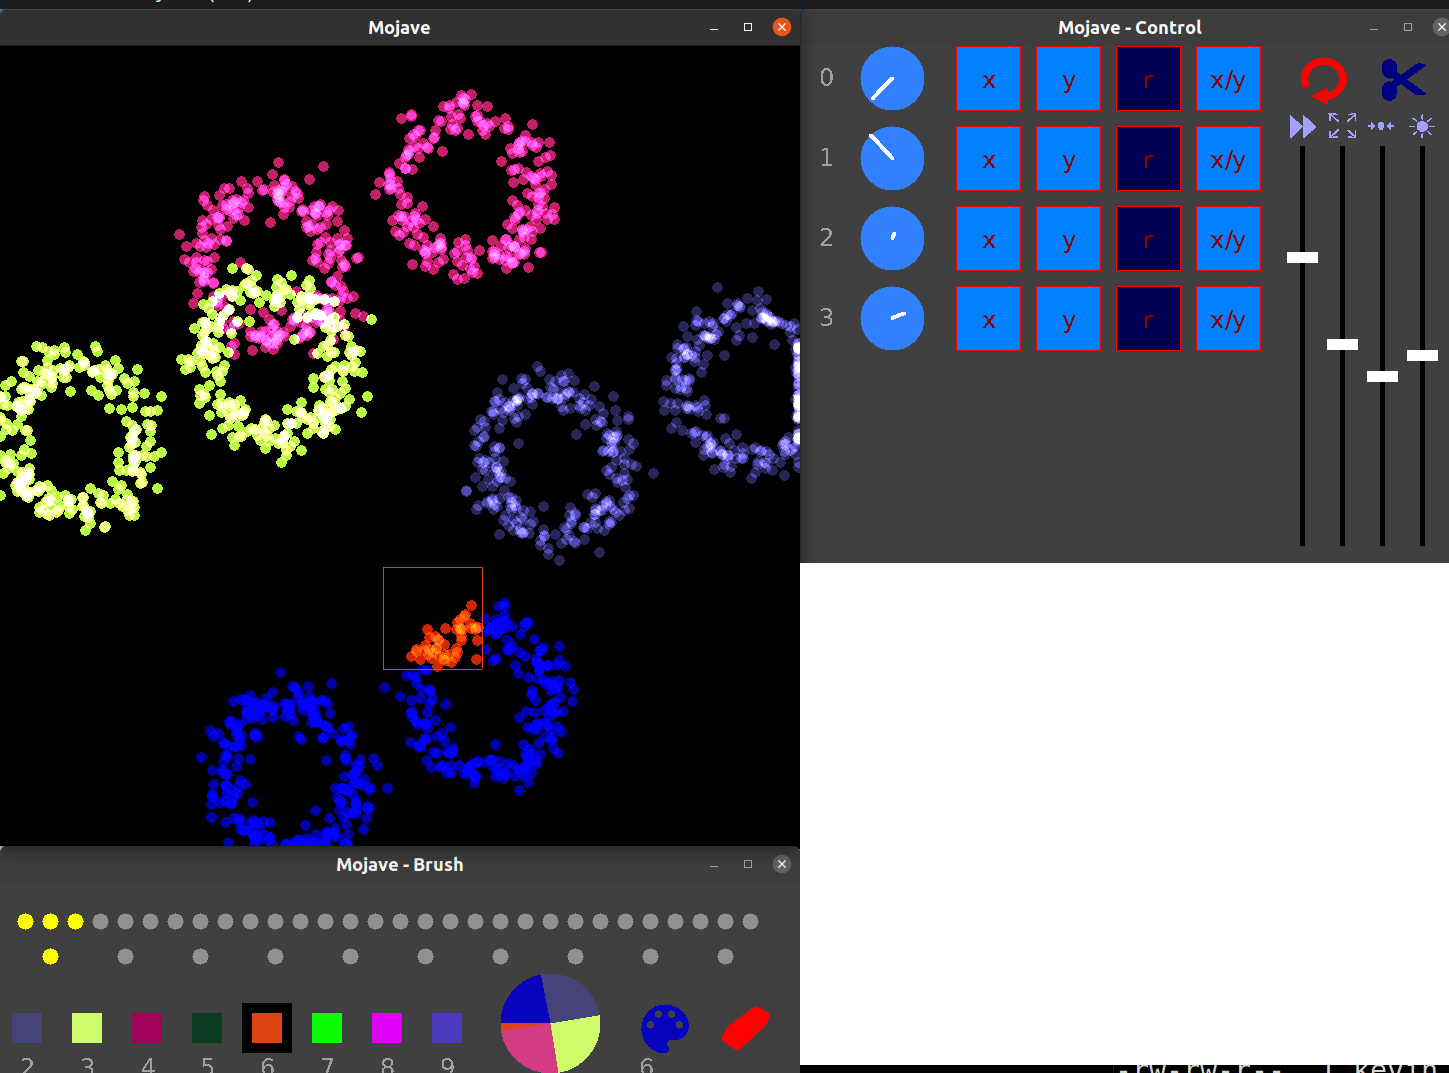 Mojave
Mojave - Control
0 x y r x/y
1 x y r x/y
2 x y r x/y
3 x y r x/y
Mojave - Brush
2 3 4 5 6 7 8 9 6
-rw-rw-r--
kevin